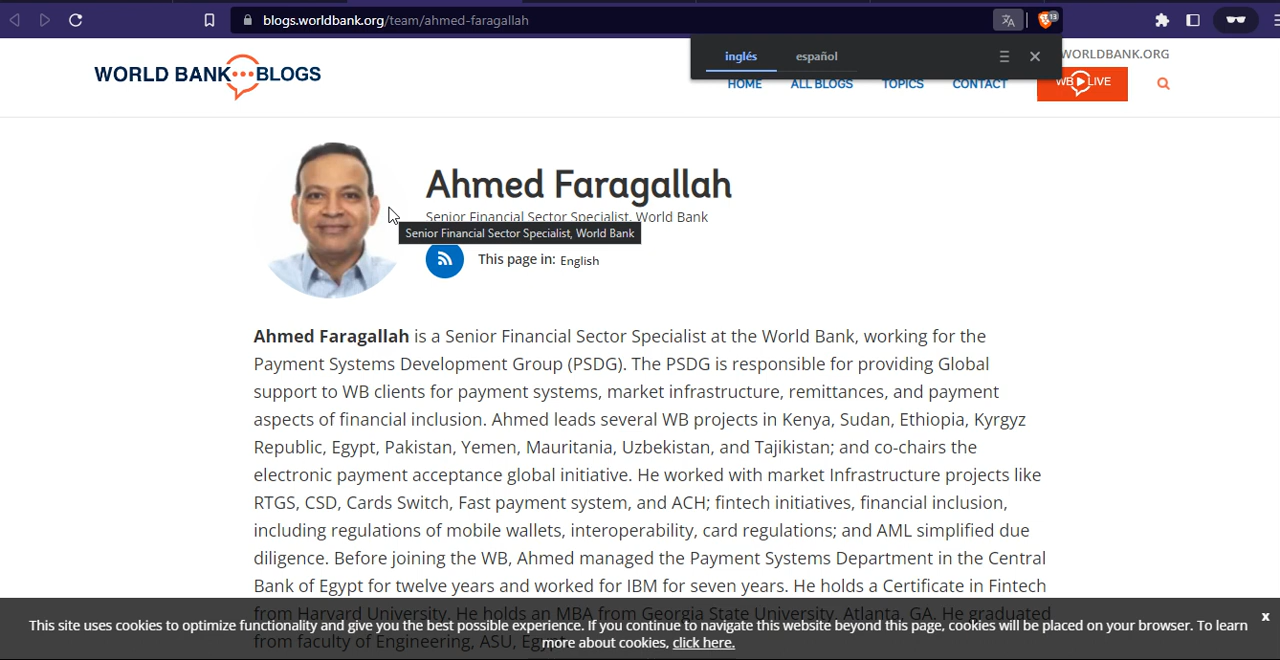 blogs.worldbank.org/team/ahmed-faragallah
13
inglés español
WORLDBANK.ORG
WORLD BANK BLOGS
HOME ALL BLOGS TOPICS CONTACT WB LIVE
Ahmed Faragallah
Senior Financial Sector Specialist, World Bank
Senior Financial Sector Specialist, World Bank
This page in: English
Ahmed Faragallah is a Senior Financial Sector Specialist at the World Bank, working for the
Payment Systems Development Group (PSDG). The PSDG is responsible for providing Global
support to WB clients for payment systems, market infrastructure, remittances, and payment
aspects of financial inclusion. Ahmed leads several WB projects in Kenya, Sudan, Ethiopia, Kyrgyz
Republic, Egypt, Pakistan, Yemen, Mauritania, Uzbekistan, and Tajikistan; and co-chairs the
electronic payment acceptance global initiative. He worked with market Infrastructure projects like
RTGS, CSD, Cards Switch, Fast payment system, and ACH; fintech initiatives, financial inclusion,
including regulations of mobile wallets, interoperability, card regulations; and AML simplified due
diligence. Before joining the WB, Ahmed managed the Payment Systems Department in the Central
Bank of Egypt for twelve years and worked for IBM for seven years. He holds a Certificate in Fintech
from Harvard University. He holds an MBA from Georgia State University, Atlanta, GA. He graduated
from faculty of Engineering, ASU, Egypt.
This site uses cookies to optimize functionality and give you the best possible experience. If you continue to navigate this website beyond this page, cookies will be placed on your browser. To learn
more about cookies, click here.
x